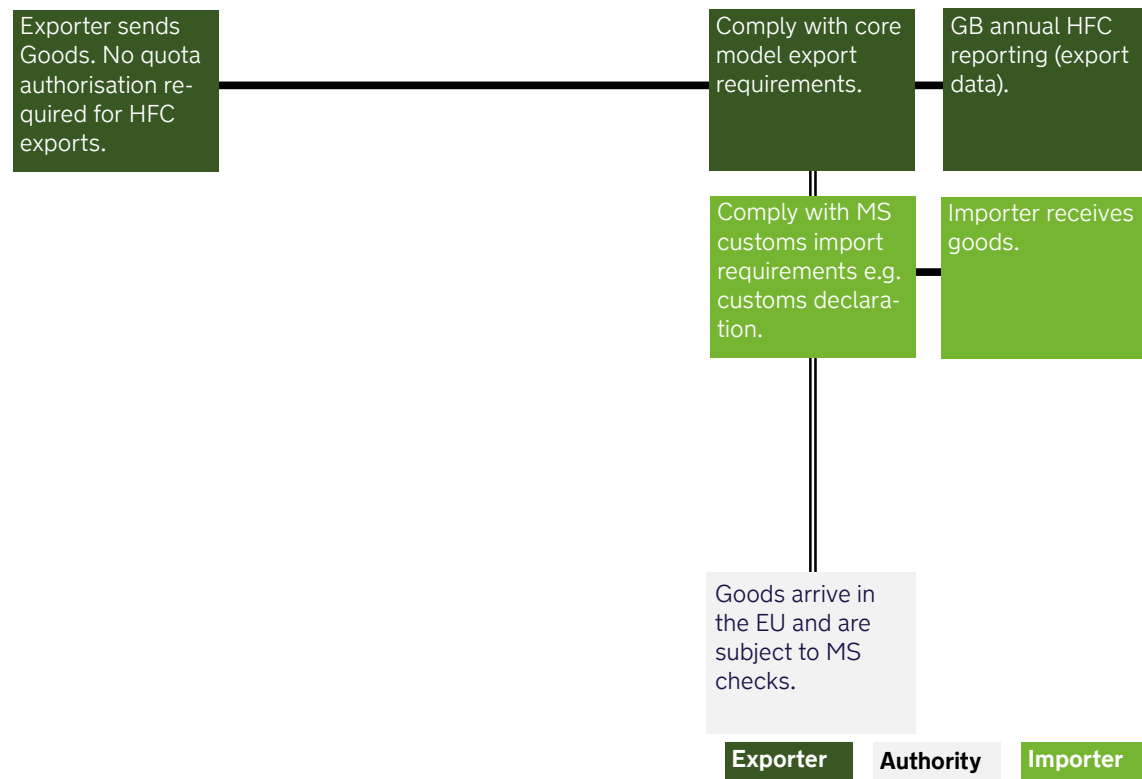 Exporter sends
Goods. No quota
authorisation re-
quired for HFC
exports.
Comply with core
model export
requirements.
GB annual HFC
reporting (export
data).
Comply with MS
customs import
requirements e.g.
customs declara-
tion.
Importer receives
goods.
Goods arrive in
the EU and are
subject to MS
checks.
Exporter
Authority
Importer